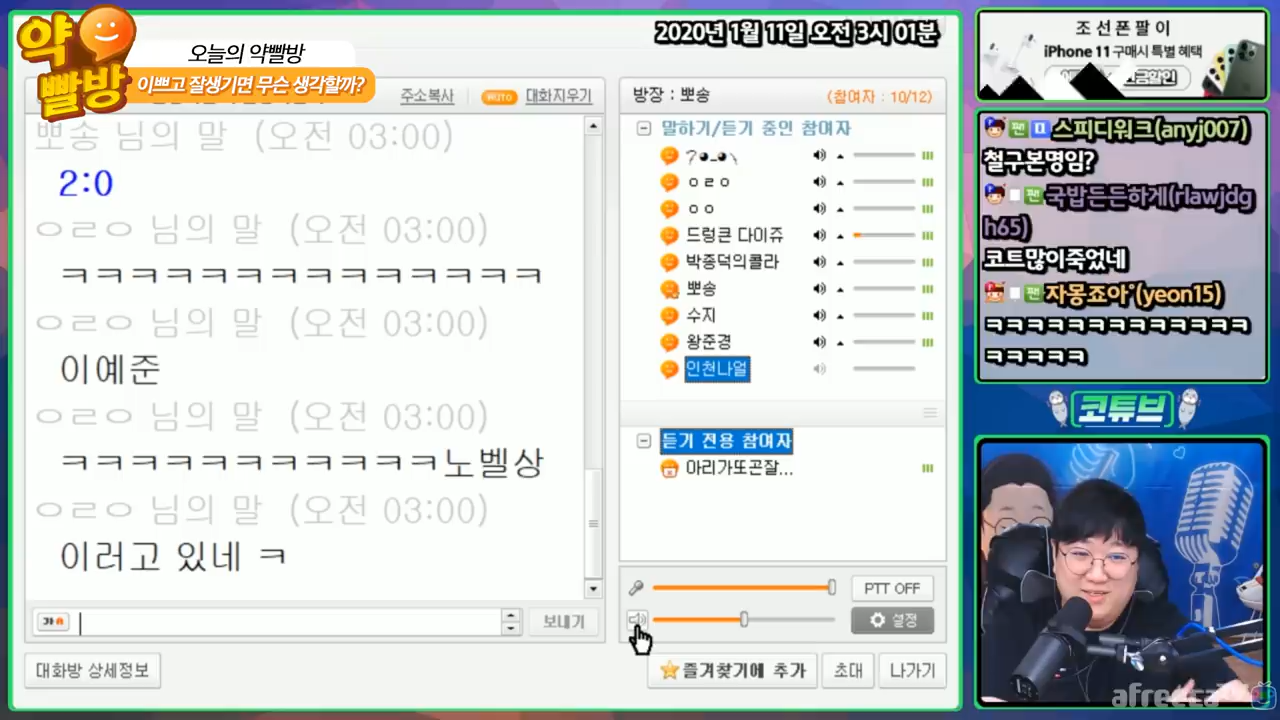 약
빨방
오늘의 약빨방
이쁘고 잘생기면 무슨 생각할까?
2020년 1월 11일 오전 3시 01분
주소복사
AUTO
대화지우기
뽀송 님의 말 (오전 03:00)
2:0
ㅇㄹㅇ 님의 말 (오전 03:00)
ㅋㅋㅋㅋㅋㅋㅋㅋㅋㅋㅋㅋㅋㅋ
ㅇㄹㅇ 님의 말 (오전 03:00)
이예준
ㅇㄹㅇ 님의 말 (오전 03:00)
ㅋㅋㅋㅋㅋㅋㅋㅋㅋㅋㅋ노벨상
ㅇㄹㅇ 님의 말 (오전 03:00)
이러고 있네 ㅋ
가A
보내기
대화방 상세정보
방장 : 뽀송
(참여자 : 10/12)
말하기/듣기 중인 참여자
ㅇㄹㅇ
ㅇㅇ
드렁큰 다이쥬
박종덕의콜라
뽀송
수지
왕준경
인천나얼
듣기 전용 참여자
아리가또곤잘...
PTT OFF
설정
즐겨찾기에 추가
초대
나가기
조선폰팔이
iPhone 11 구매시 특별 혜택
스피디워크(anyj007)
철구본명임?
팬 국밥든든하게(rlawjdg
h65)
코트많이죽었네
팬 자몽죠아°(yeon15)
ㅋㅋㅋㅋㅋㅋㅋㅋㅋㅋㅋㅋㅋ
ㅋㅋㅋㅋㅋ
코튜브